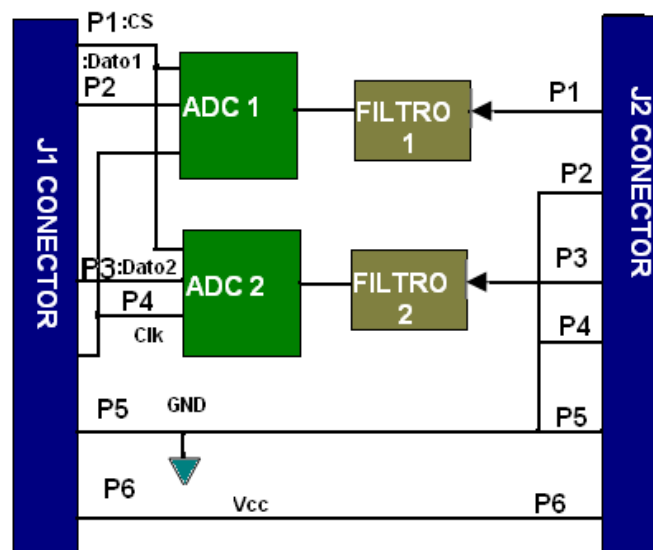 P1:CS
:Dato1
P2
ADC 1
FILTRO
1
P1
P2
J1 CONECTOR
J2 CONECTOR
P3:Dato2
ADC 2
FILTRO
2
P3
P4
Clk
P4
P5
GND
P5
P6
Vcc
P6